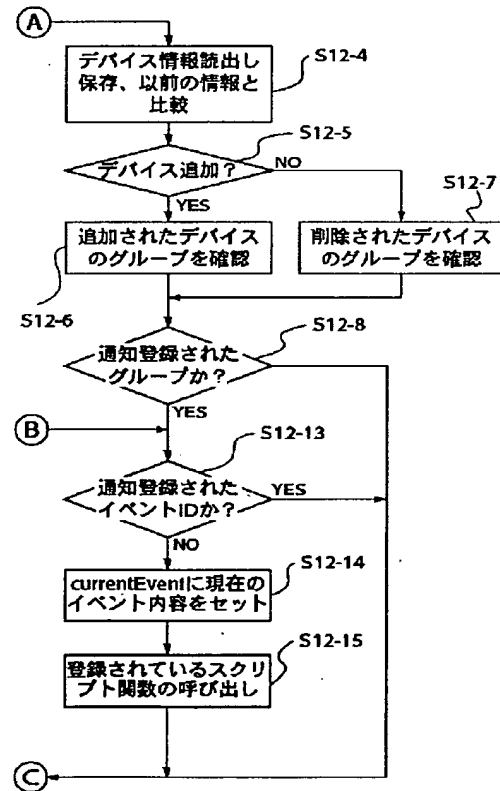 A
デバイス情報読出し
保存、以前の情報と
比較
S12-4
S12-5
デバイス追加？
NO
YES
S12-7
追加されたデバイス
のグループを確認
削除されたデバイス
のグループを確認
S12-6
S12-8
通知登録された
グループか？
YES
B
S12-13
通知登録された
イベントIDか？
YES
NO
S12-14
currentEventに現在の
イベント内容をセット
S12-15
登録されているスクリ
プト関数の呼び出し
C